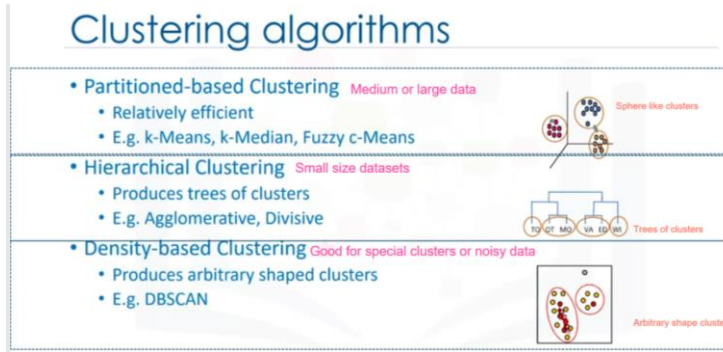 Clustering algorithms
• Partitioned-based Clustering Medium or large data
• Relatively efficient
• E.g. k-Means, k-Median, Fuzzy c-Means
Sphere like clusters
• Hierarchical Clustering Small size datasets
• Produces trees of clusters
• E.g. Agglomerative, Divisive
TO OT MO VA ED WI Trees of clusters
• Density-based Clustering Good for special clusters or noisy data
• Produces arbitrary shaped clusters
• E.g. DBSCAN
Arbitrary shape cluste